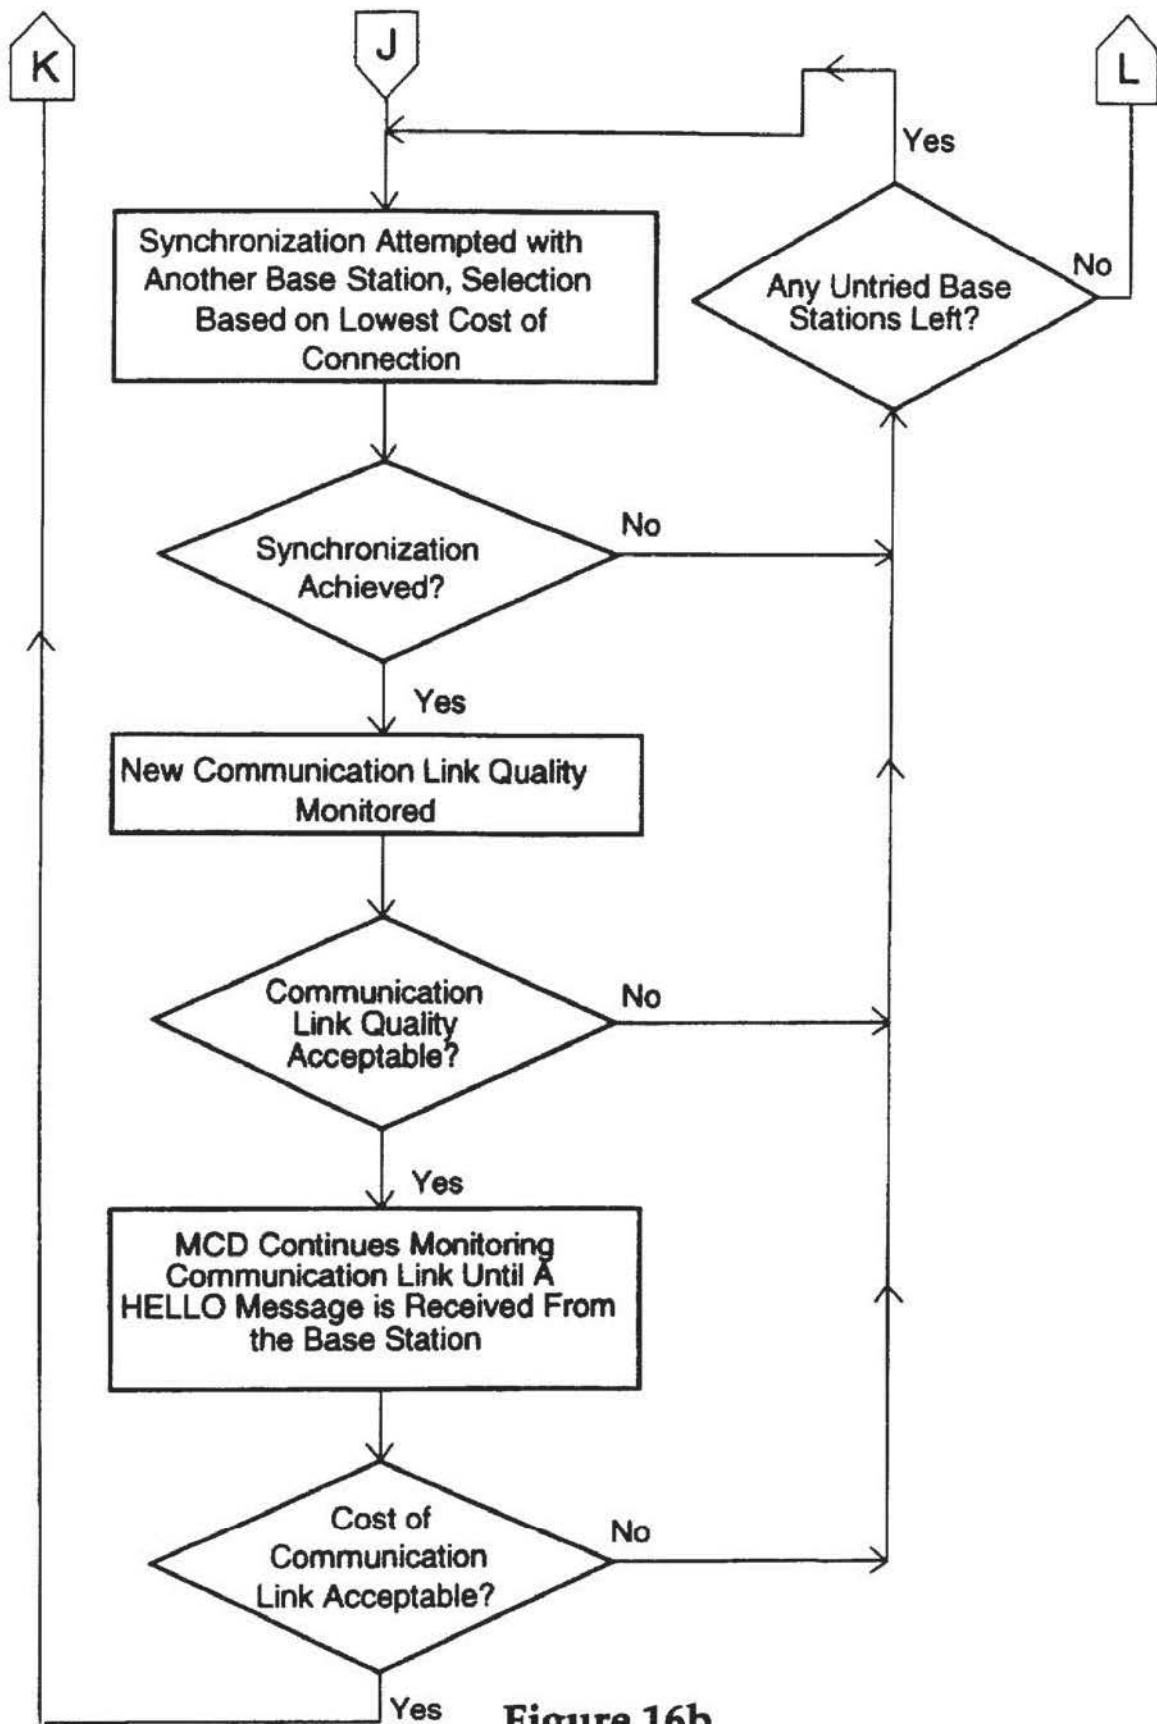 K
J
L
Yes
Synchronization Attempted with
Another Base Station, Selection
Based on Lowest Cost of
Connection
Any Untried Base
Stations Left?
No
Synchronization
Achieved?
No
Yes
New Communication Link Quality
Monitored
Communication
Link Quality
Acceptable?
No
Yes
MCD Continues Monitoring
Communication Link Until A
HELLO Message is Received From
the Base Station
Cost of
Communication
Link Acceptable?
No
Yes
Figure 16b